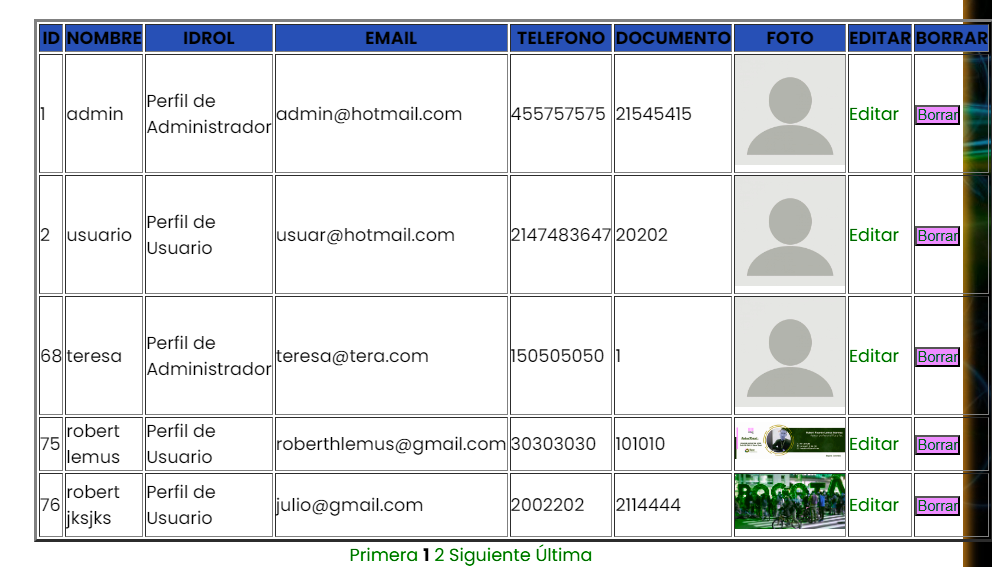 ID NOMBRE IDROL EMAIL TELEFONO DOCUMENTO FOTO EDITAR BORRAR
1 admin Perfil de Administrador admin@hotmail.com 455757575 21545415 Editar Borrar
2 usuario Perfil de Usuario usuar@hotmail.com 2147483647 20202 Editar Borrar
68 teresa Perfil de Administrador teresa@tera.com 150505050 1 Editar Borrar
75 robert lemus Perfil de Usuario roberthlemus@gmail.com 30303030 101010 Editar Borrar
76 robert jksjks Perfil de Usuario julio@gmail.com 2002202 2114444 BOGOTA Editar Borrar
Primera 1 2 Siguiente Última